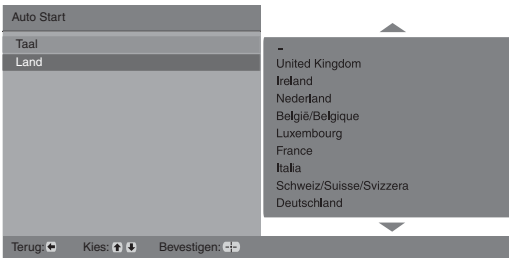 Auto Start
Taal
Land
–
United Kingdom
Ireland
Nederland
België/Belgique
Luxembourg
France
Italia
Schweiz/Suisse/Svizzera
Deutschland
Terug: Kies: Bevestigen: